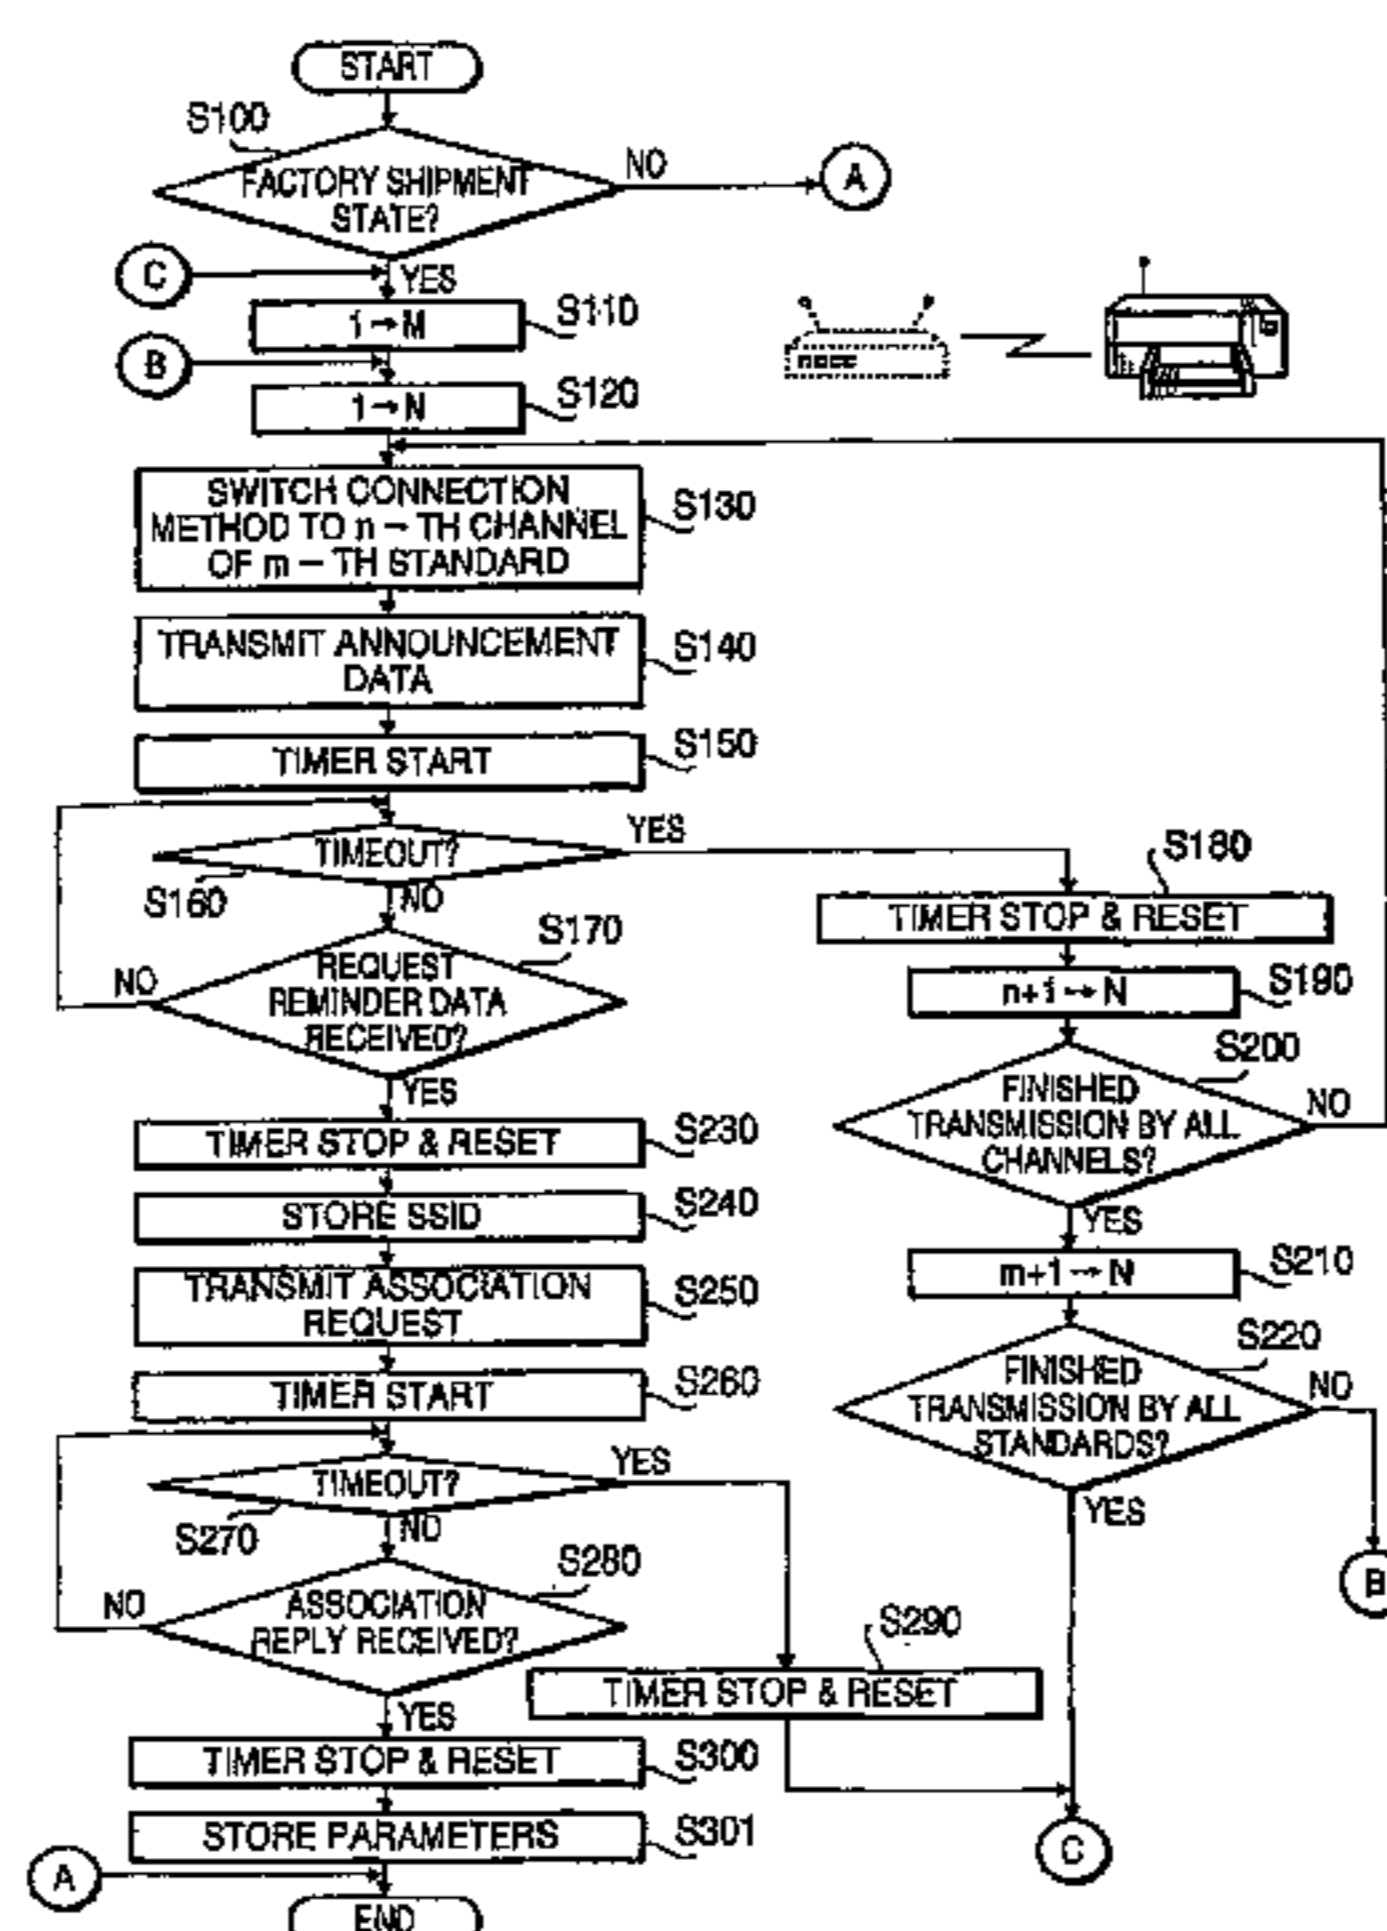 START
S100
FACTORY SHIPMENT
STATE?
NO
A
C
YES
1→M
S110
B
1→N
S120
SWITCH CONNECTION
METHOD TO n – TH CHANNEL
OF m – TH STANDARD
S130
TRANSMIT ANNOUNCEMENT
DATA
S140
TIMER START
S150
TIMEOUT?
YES
S160
NO
S170
REQUEST
REMINDER DATA
RECEIVED?
NO
YES
S180
TIMER STOP & RESET
n+1→N
S190
S200
FINISHED
TRANSMISSION BY ALL
CHANNELS?
NO
YES
m+1→N
S210
S220
FINISHED
TRANSMISSION BY ALL
STANDARDS?
NO
YES
B
TIMER STOP & RESET
S230
STORE SSID
S240
TRANSMIT ASSOCIATION
REQUEST
S250
TIMER START
S260
TIMEOUT?
YES
S270
NO
S280
ASSOCIATION
REPLY RECEIVED?
NO
YES
S290
TIMER STOP & RESET
TIMER STOP & RESET
S300
STORE PARAMETERS
S301
C
A
END